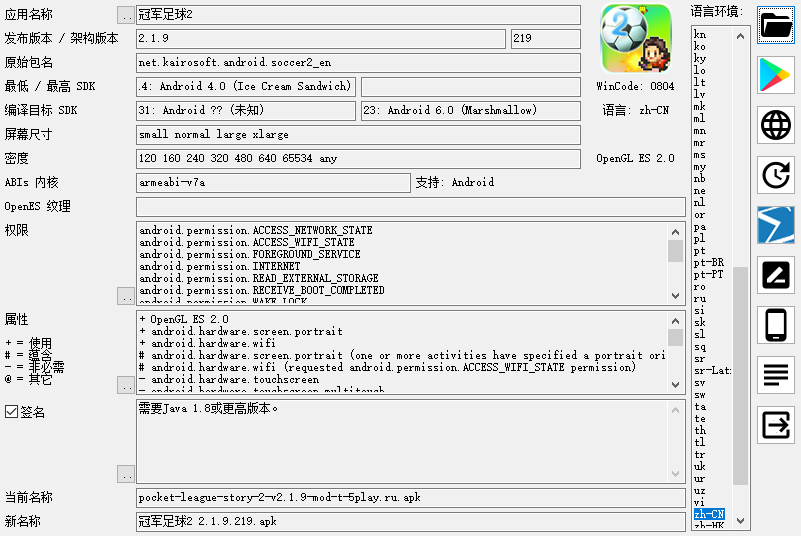 应用名称 .. 冠军足球2
发布版本 / 架构版本 2.1.9 219
原始包名 net.kairosoft.android.soccer2_en
最低 / 最高 SDK .4: Android 4.0 (Ice Cream Sandwich)
编译目标 SDK 31: Android ?? (未知) 23: Android 6.0 (Marshmallow)
屏幕尺寸 small normal large xlarge
密度 120 160 240 320 480 640 65534 any
ABIs 内核 armeabi-v7a 支持: Android
OpenES 纹理
权限 ..
android.permission.ACCESS_NETWORK_STATE
android.permission.ACCESS_WIFI_STATE
android.permission.FOREGROUND_SERVICE
android.permission.INTERNET
android.permission.READ_EXTERNAL_STORAGE
android.permission.RECEIVE_BOOT_COMPLETED
android.permission.WAKE_LOCK
属性
+ = 使用
# = 蕴含
- = 非必需
@ = 其它
..
+ OpenGL ES 2.0
+ android.hardware.screen.portrait
+ android.hardware.wifi
# android.hardware.screen.portrait (one or more activities have specified a portrait ori
# android.hardware.wifi (requested android.permission.ACCESS_WIFI_STATE permission)
- android.hardware.touchscreen
- android.hardware.touchscreen.multitouch
签名 ..
需要Java 1.8或更高版本。
当前名称 pocket-league-story-2-v2.1.9-mod-t-5play.ru.apk
新名称 冠军足球2 2.1.9.219.apk
2
WinCode: 0804
语言: zh-CN
OpenGL ES 2.0
语言环境:
kn
ko
ky
lo
lt
lv
mk
ml
mn
mr
ms
my
nb
ne
nl
or
pa
pl
pt
pt-BR
pt-PT
ro
ru
si
sk
sl
sq
sr
sr-Lat
sv
sw
ta
te
th
tl
tr
uk
ur
uz
vi
zh-CN
zh-HK